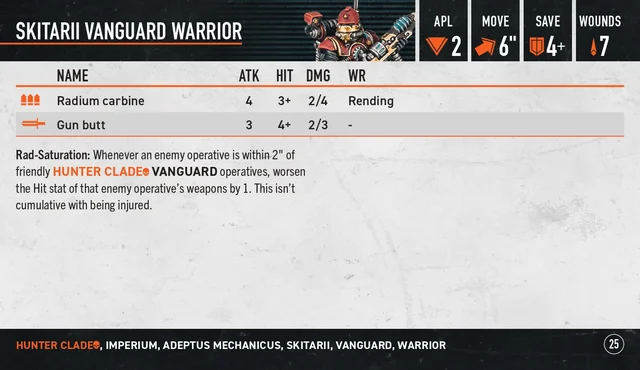 SKITARII VANGUARD WARRIOR
APL MOVE SAVE WOUNDS
2 6" 4+ 7
NAME ATK HIT DMG WR
Radium carbine 4 3+ 2/4 Rending
Gun butt 3 4+ 2/3 -
Rad-Saturation: Whenever an enemy operative is within 2" of
friendly HUNTER CLADE VANGUARD operatives, worsen
the Hit stat of that enemy operative's weapons by 1. This isn't
cumulative with being injured.
HUNTER CLADE, IMPERIUM, ADEPTUS MECHANICUS, SKITARII, VANGUARD, WARRIOR
25